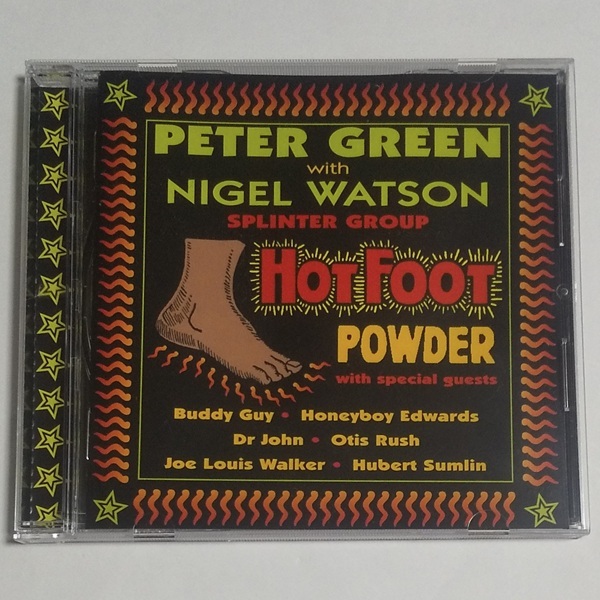 PETER GREEN
with
NIGEL WATSON
SPLINTER GROUP
HOT FOOT
POWDER
with special guests
Buddy Guy • Honeyboy Edwards
Dr John • Otis Rush
Joe Louis Walker • Hubert Sumlin